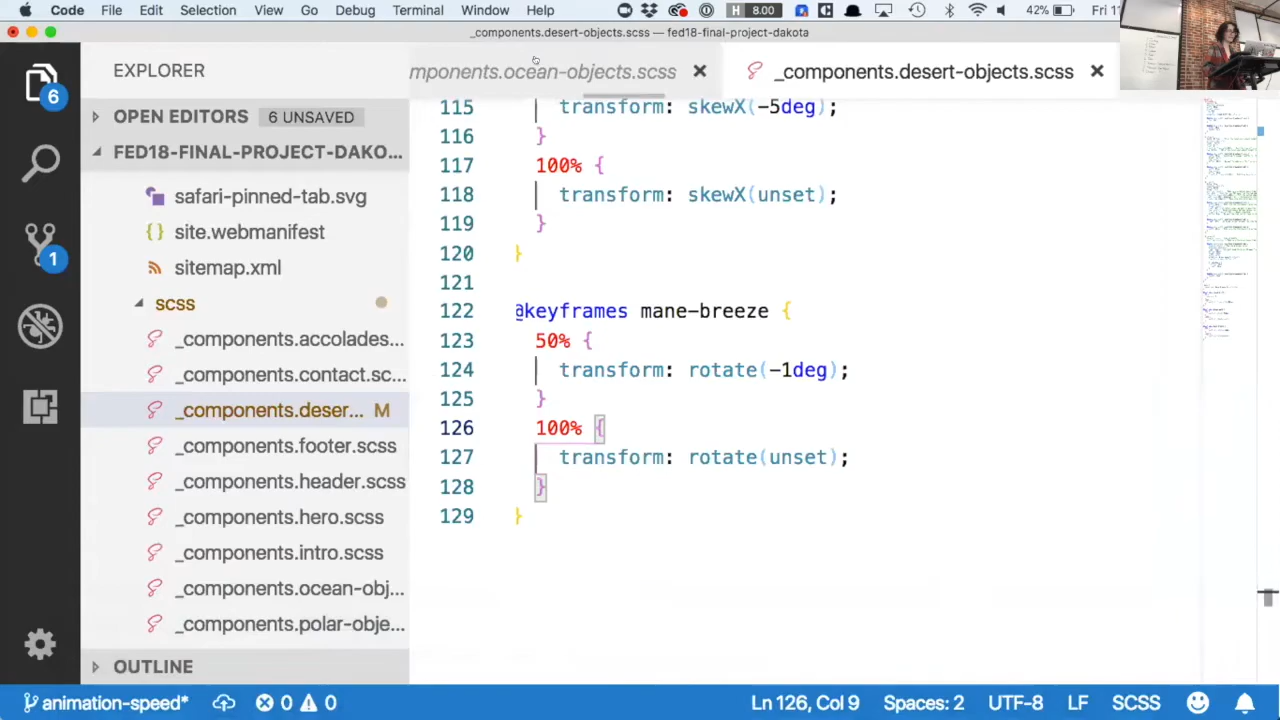 Code File Edit Selection View Go Debug Terminal Window Help H 8.00 42% Fri 11
_components.desert-objects.scss — fed18-final-project-dakota
EXPLORER
mponents.ocean-objects.scss
_components.desert-objects.scss
6
OPEN EDITORS 6 UNSAVED
FED18-FINAL-PROJECT-DAKO...
safari-pinned-tab.svg
site.webmanifest
sitemap.xml
scss
_components.acc-des...
_components.contact.sc...
_components.deser... M
_components.footer.scss
_components.header.scss
_components.hero.scss
_components.intro.scss
_components.ocean-obj...
_components.polar-obje...
OUTLINE
1
115 transform: skewX(-5deg);
116 }
117 100% {
118 transform: skewX(unset);
119 }
120
121
122 @keyframes mane-breeze {
123 50% {
124 transform: rotate(-1deg);
125 }
126 100% {
127 transform: rotate(unset);
128 }
129 }
animation-speed* 0 0 Ln 126, Col 9 Spaces: 2 UTF-8 LF SCSS